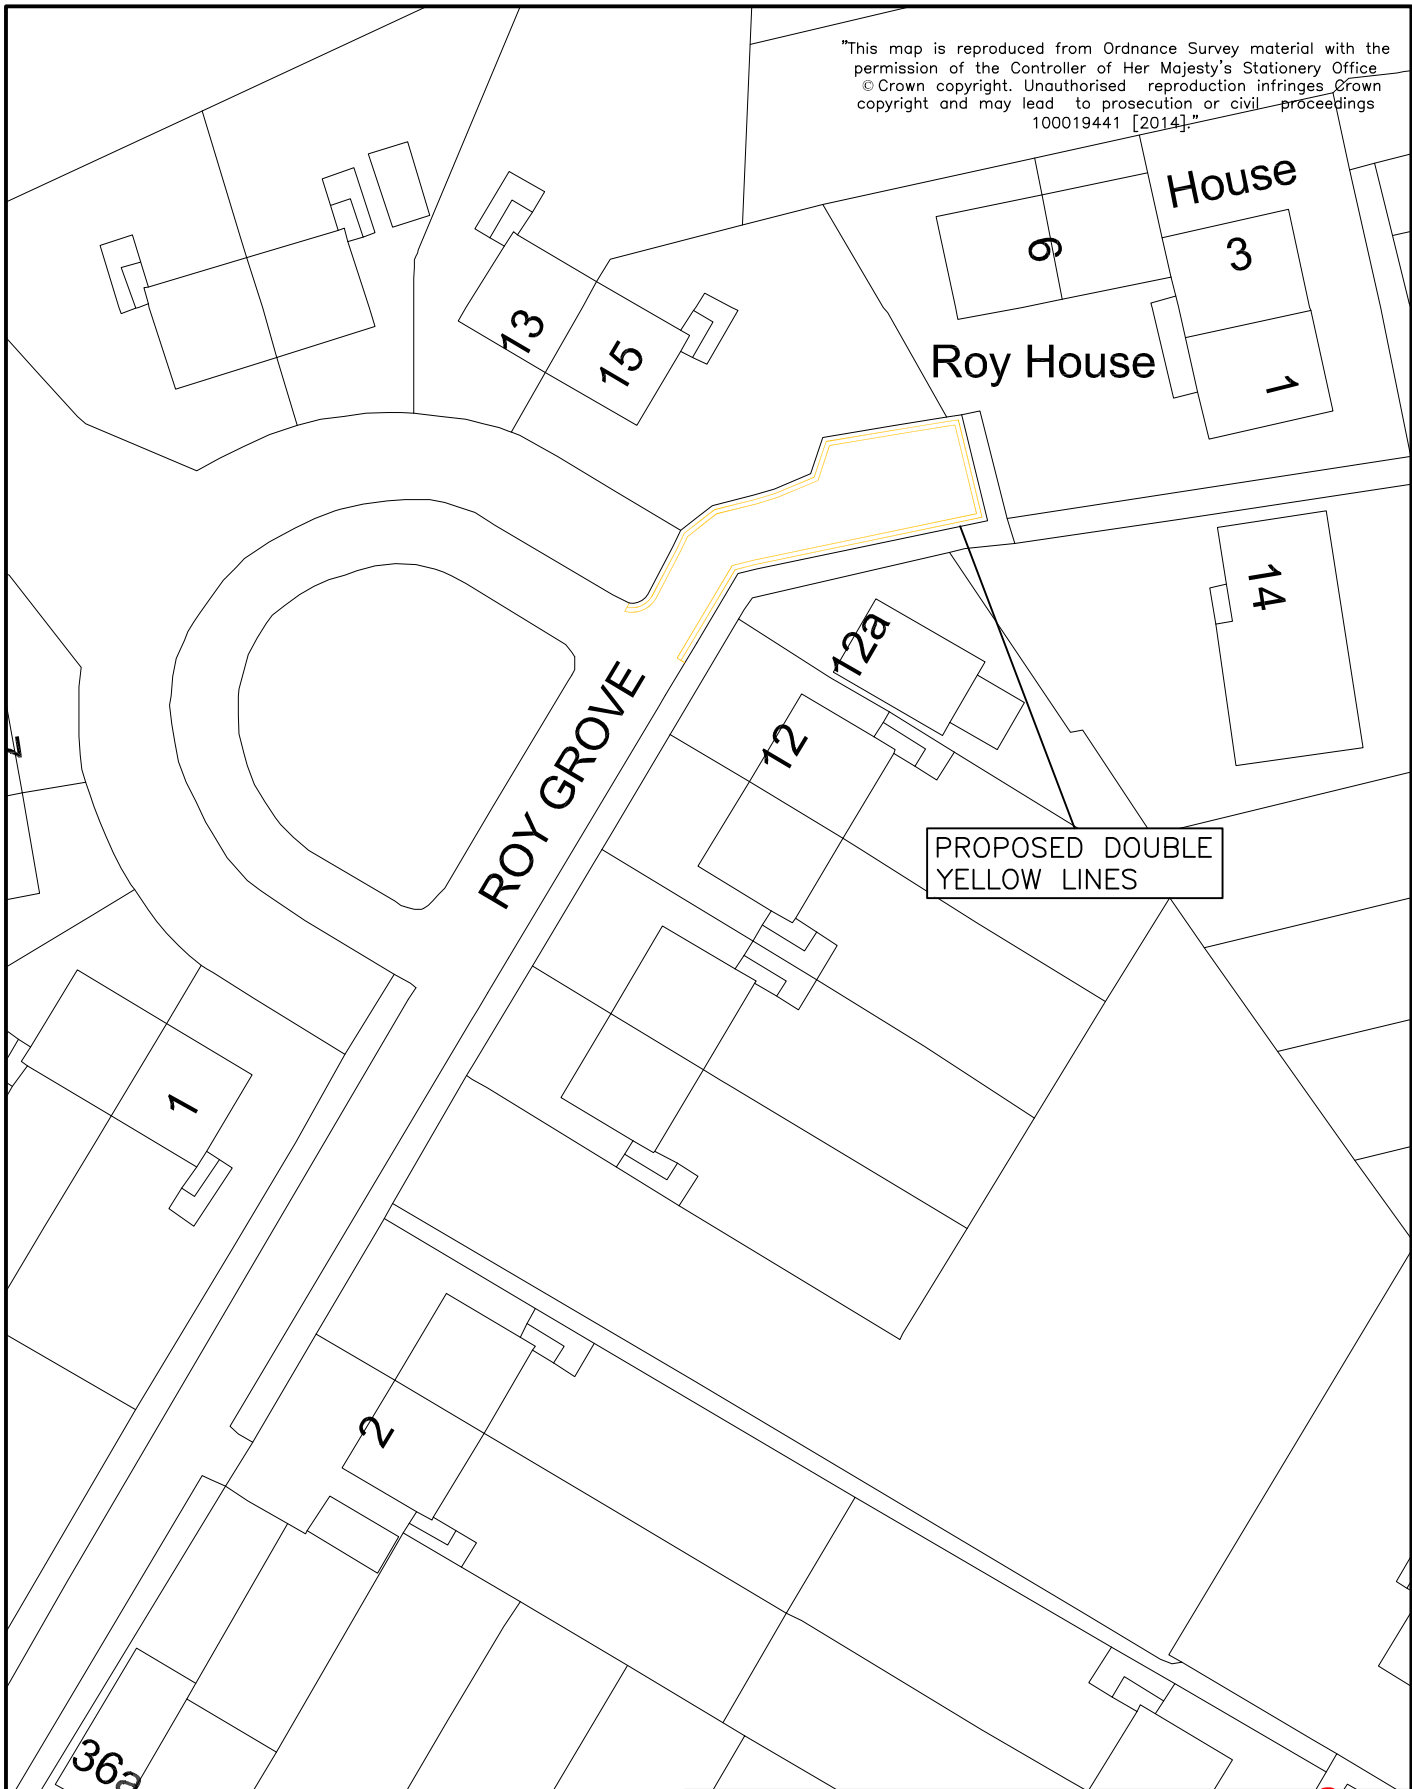 "This map is reproduced from Ordnance Survey material with the
permission of the Controller of Her Majesty's Stationery Office
© Crown copyright. Unauthorised reproduction infringes Crown
copyright and may lead to prosecution or civil proceedings
100019441 [2014]."
House
3
6
1
Roy House
13
15
14
12a
12
ROY GROVE
PROPOSED DOUBLE
YELLOW LINES
1
2
36a